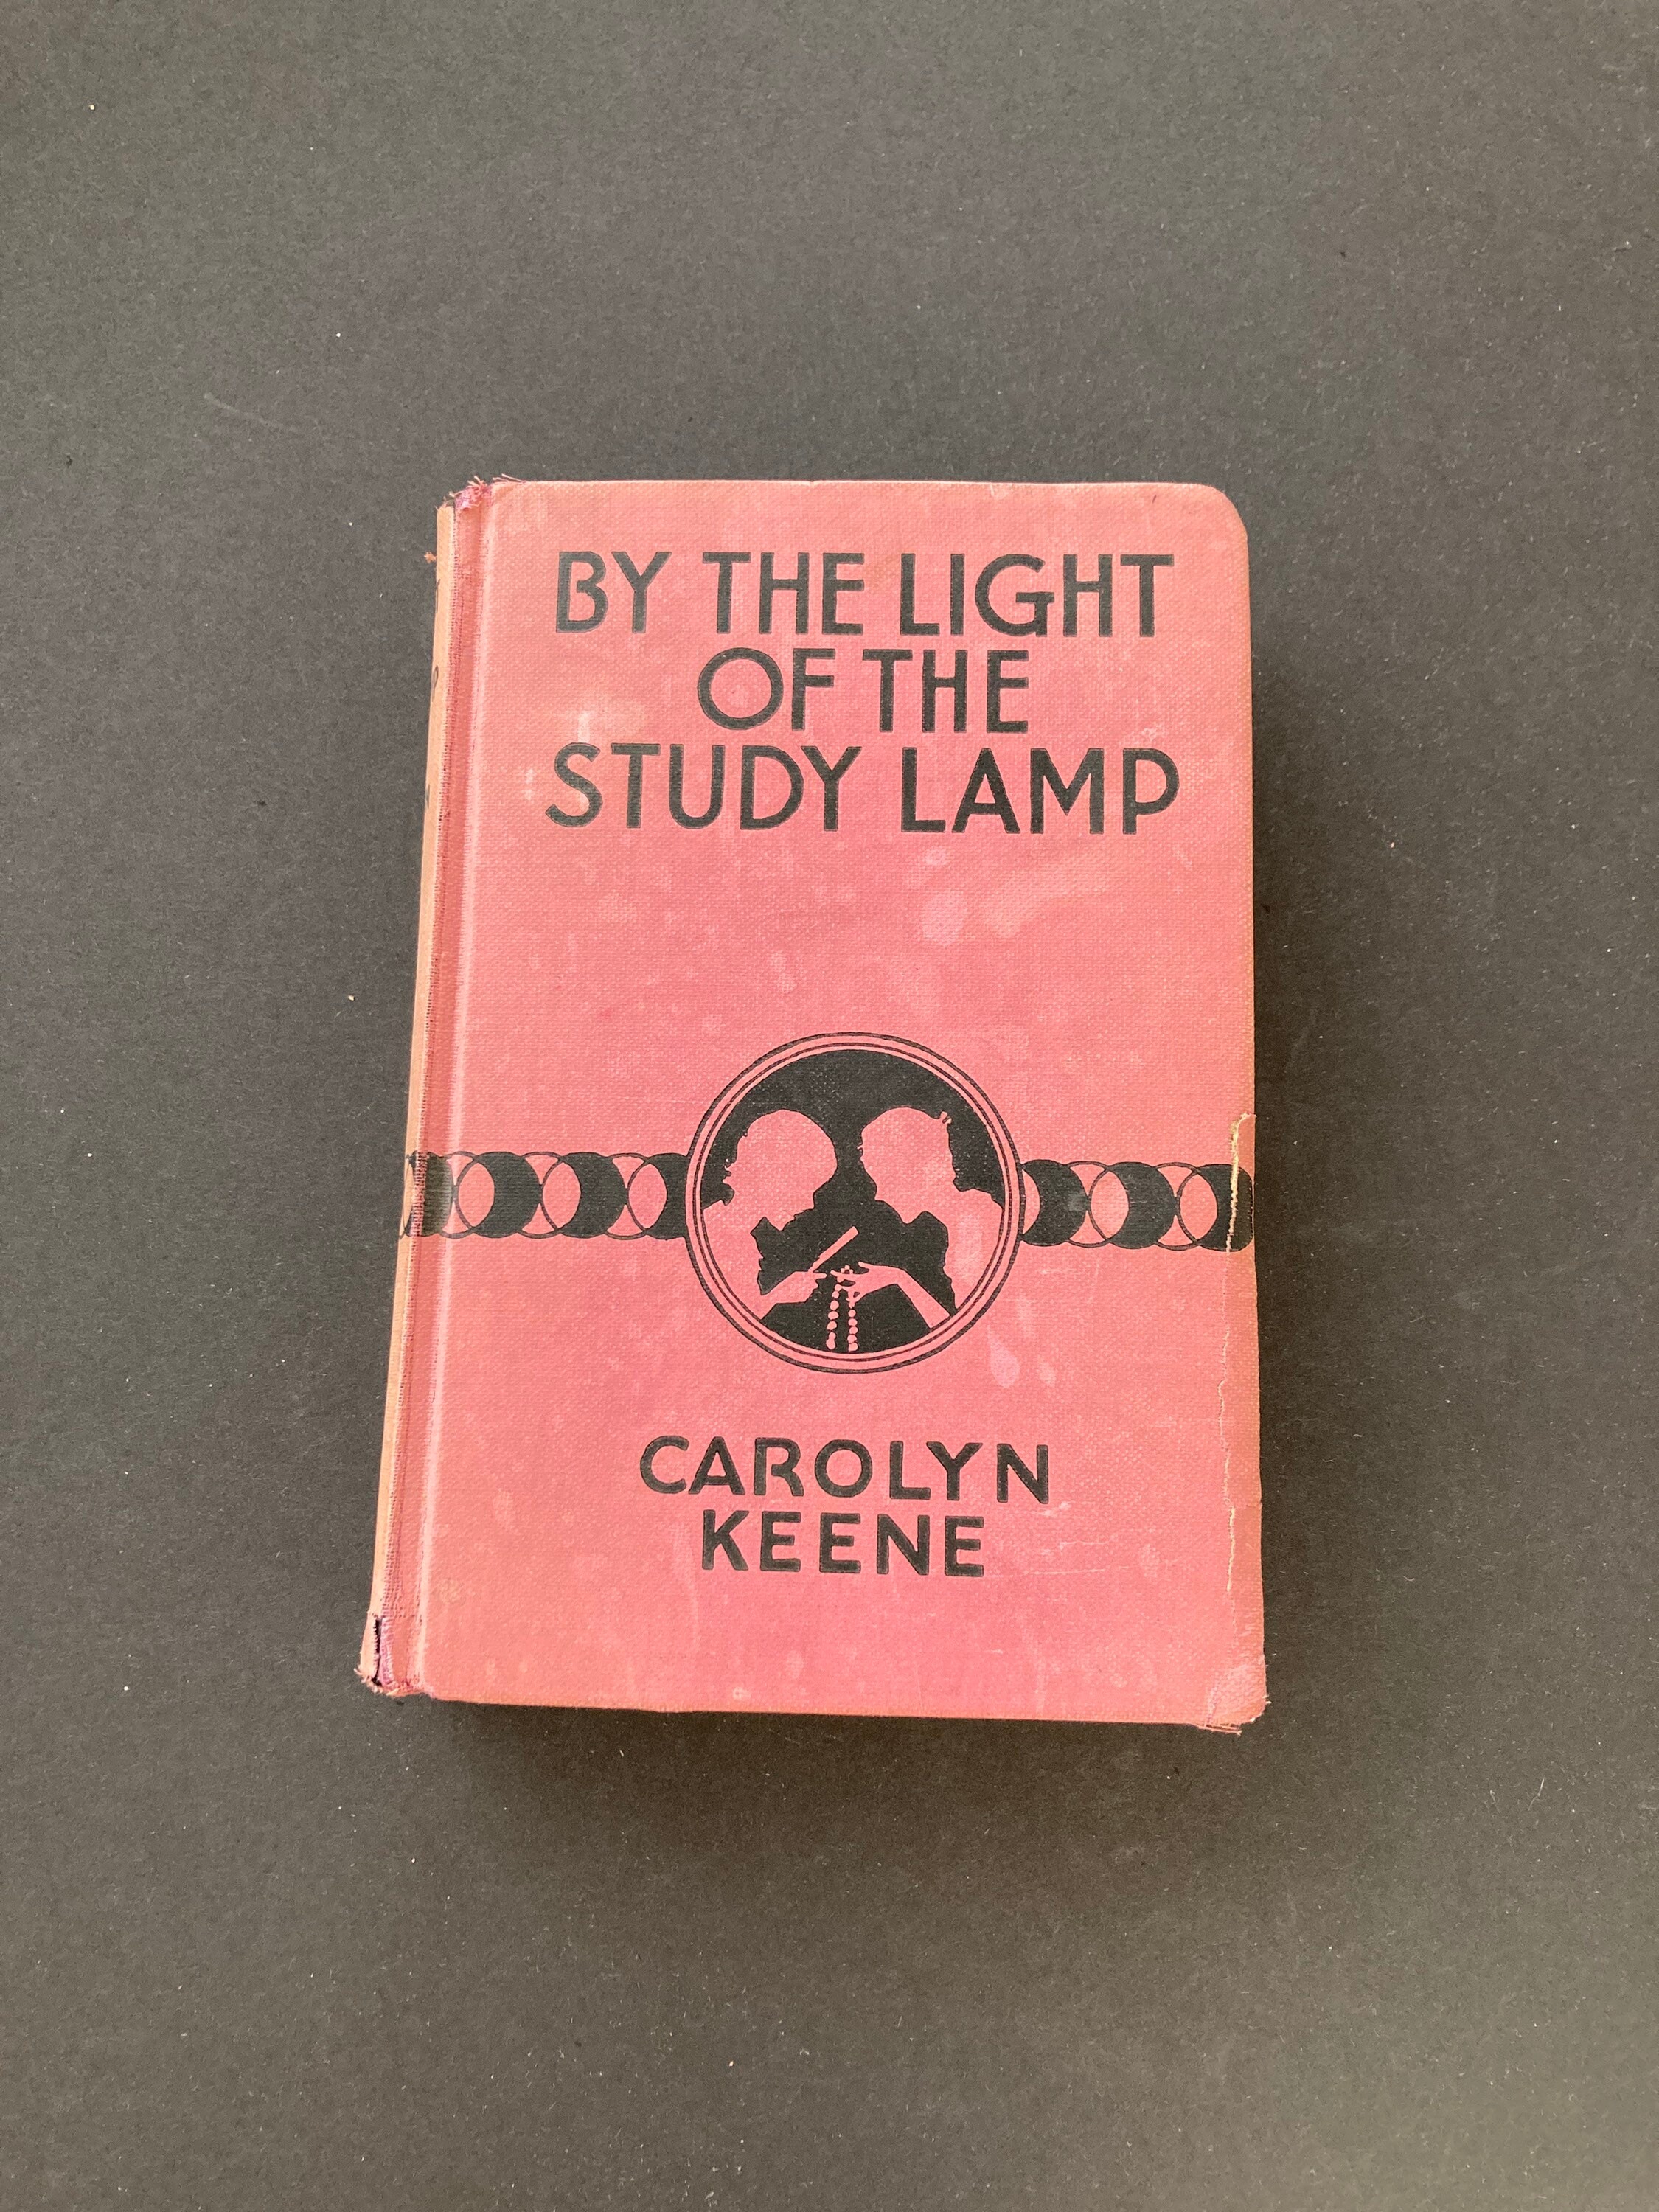 BY THE LIGHT
OF THE
STUDY LAMP
CAROLYN
KEENE